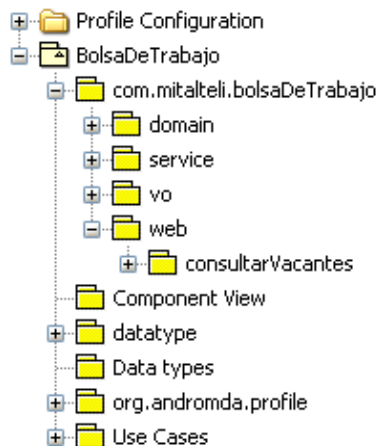 Profile Configuration
BolsaDeTrabajo
com.mitalteli.bolsaDeTrabajo
domain
service
vo
web
consultarVacantes
Component View
datatype
Data types
org.andromda.profile
Use Cases